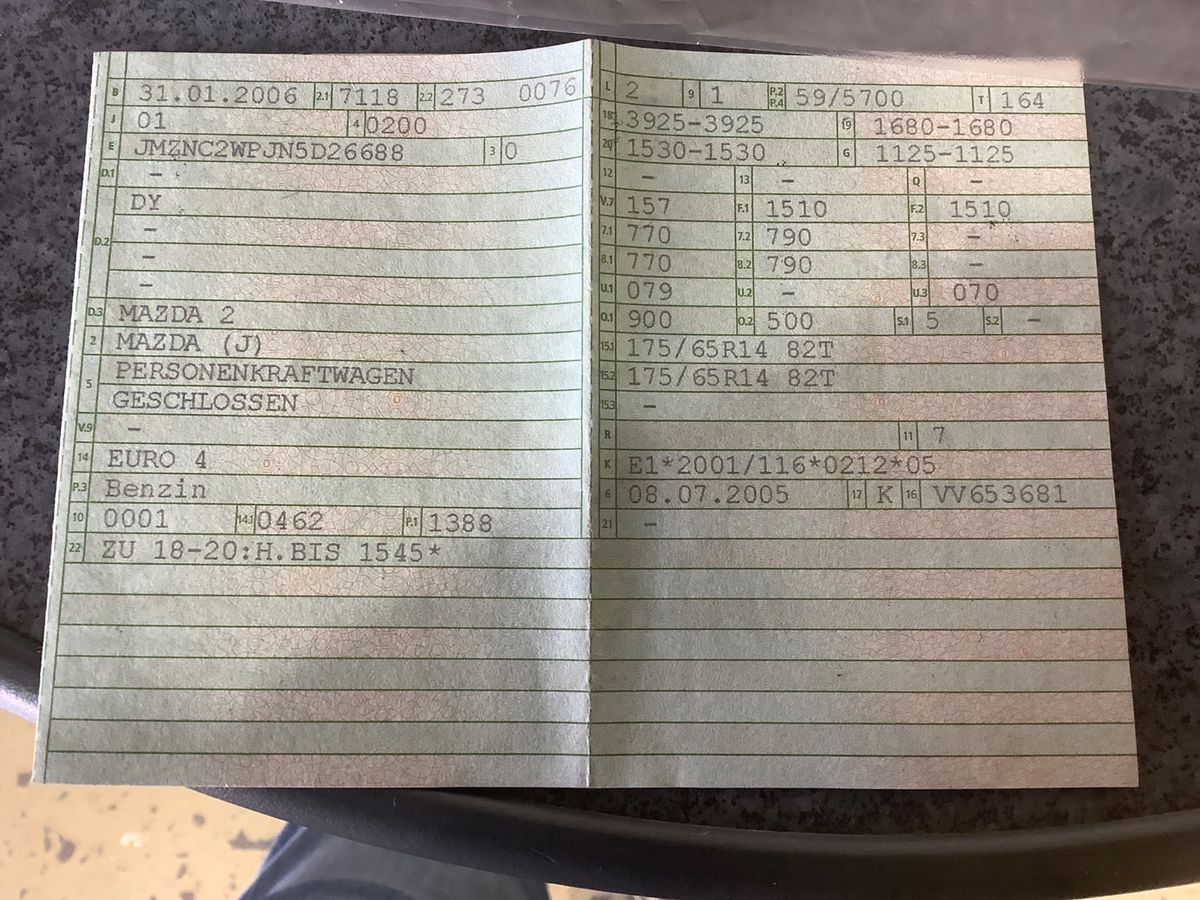 B 31.01.2006 2.1 7118 2.2 273 0076
J 01 4 0200
E JMZNC2WPJN5D26688 3 0
D.1 –
D.2 DY
–
–
–
D.3 MAZDA 2
2 MAZDA (J)
5 PERSONENKRAFTWAGEN
GESCHLOSSEN
V.9 –
14 EURO 4
P.3 Benzin
10 0001 14.1 0462 P.1 1388
22 ZU 18-20:H.BIS 1545*
L 2 9 1 P.2 P.4 59/5700 T 164
18 3925-3925 19 1680-1680
20 1530-1530 G 1125-1125
12 – 13 – Q –
V.7 157 F.1 1510 F.2 1510
7.1 770 7.2 790 7.3 –
8.1 770 8.2 790 8.3 –
U.1 079 U.2 – U.3 070
O.1 900 O.2 500 S.1 5 S.2 –
15.1 175/65R14 82T
15.2 175/65R14 82T
15.3 –
R 11 7
K E1*2001/116*0212*05
6 08.07.2005 17 K 16 VV653681
21 –